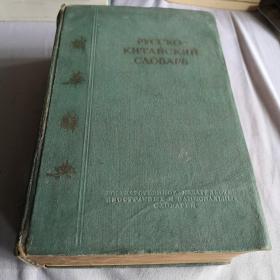 РУССКО-
КИТАЙСКИЙ
СЛОВАРЬ
ГОСУДАРСТВЕННОЕ ИЗДАТЕЛЬСТВО
ИНОСТРАННЫХ И НАЦИОНАЛЬНЫХ
СЛОВАРЕЙ